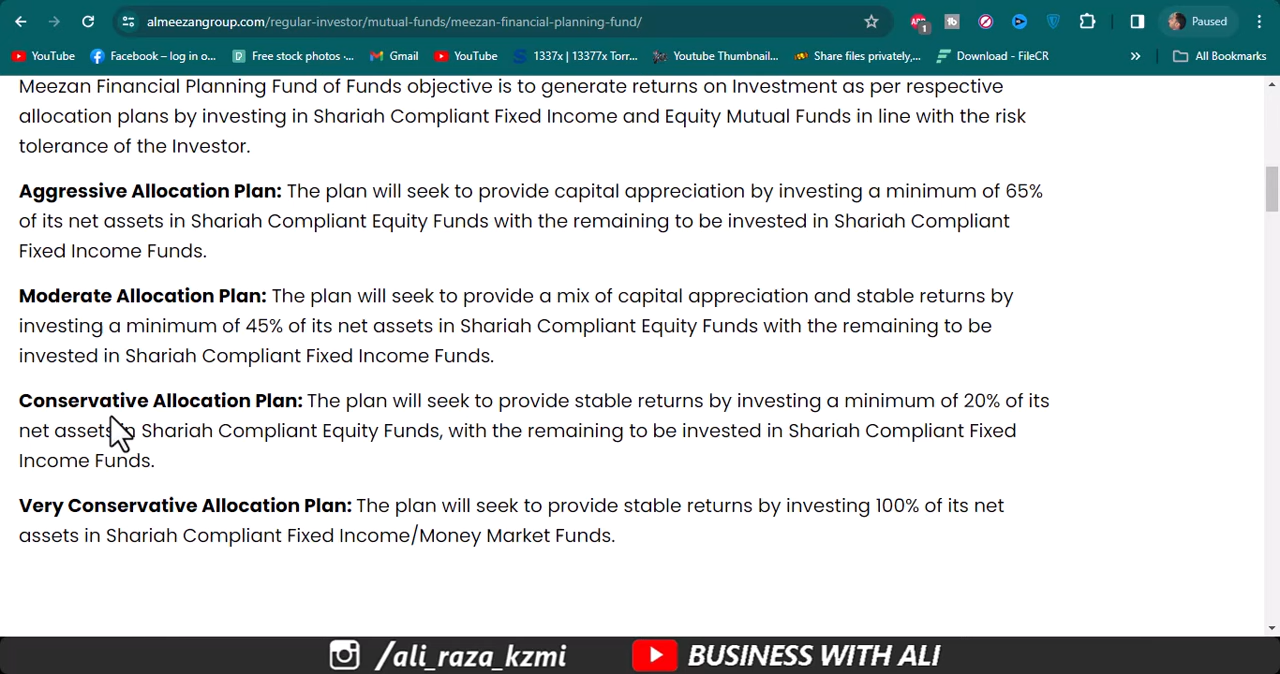 almeezangroup.com/regular-investor/mutual-funds/meezan-financial-planning-fund/
Paused
YouTube
Facebook – log in o...
Free stock photos ·...
Gmail
YouTube
1337x | 13377x Torr...
Youtube Thumbnail...
Share files privately,...
Download - FileCR
»
All Bookmarks
Meezan Financial Planning Fund of Funds objective is to generate returns on Investment as per respective
allocation plans by investing in Shariah Compliant Fixed Income and Equity Mutual Funds in line with the risk
tolerance of the Investor.
Aggressive Allocation Plan: The plan will seek to provide capital appreciation by investing a minimum of 65%
of its net assets in Shariah Compliant Equity Funds with the remaining to be invested in Shariah Compliant
Fixed Income Funds.
Moderate Allocation Plan: The plan will seek to provide a mix of capital appreciation and stable returns by
investing a minimum of 45% of its net assets in Shariah Compliant Equity Funds with the remaining to be
invested in Shariah Compliant Fixed Income Funds.
Conservative Allocation Plan: The plan will seek to provide stable returns by investing a minimum of 20% of its
net assets in Shariah Compliant Equity Funds, with the remaining to be invested in Shariah Compliant Fixed
Income Funds.
Very Conservative Allocation Plan: The plan will seek to provide stable returns by investing 100% of its net
assets in Shariah Compliant Fixed Income/Money Market Funds.
/ali_raza_kzmi
BUSINESS WITH ALI